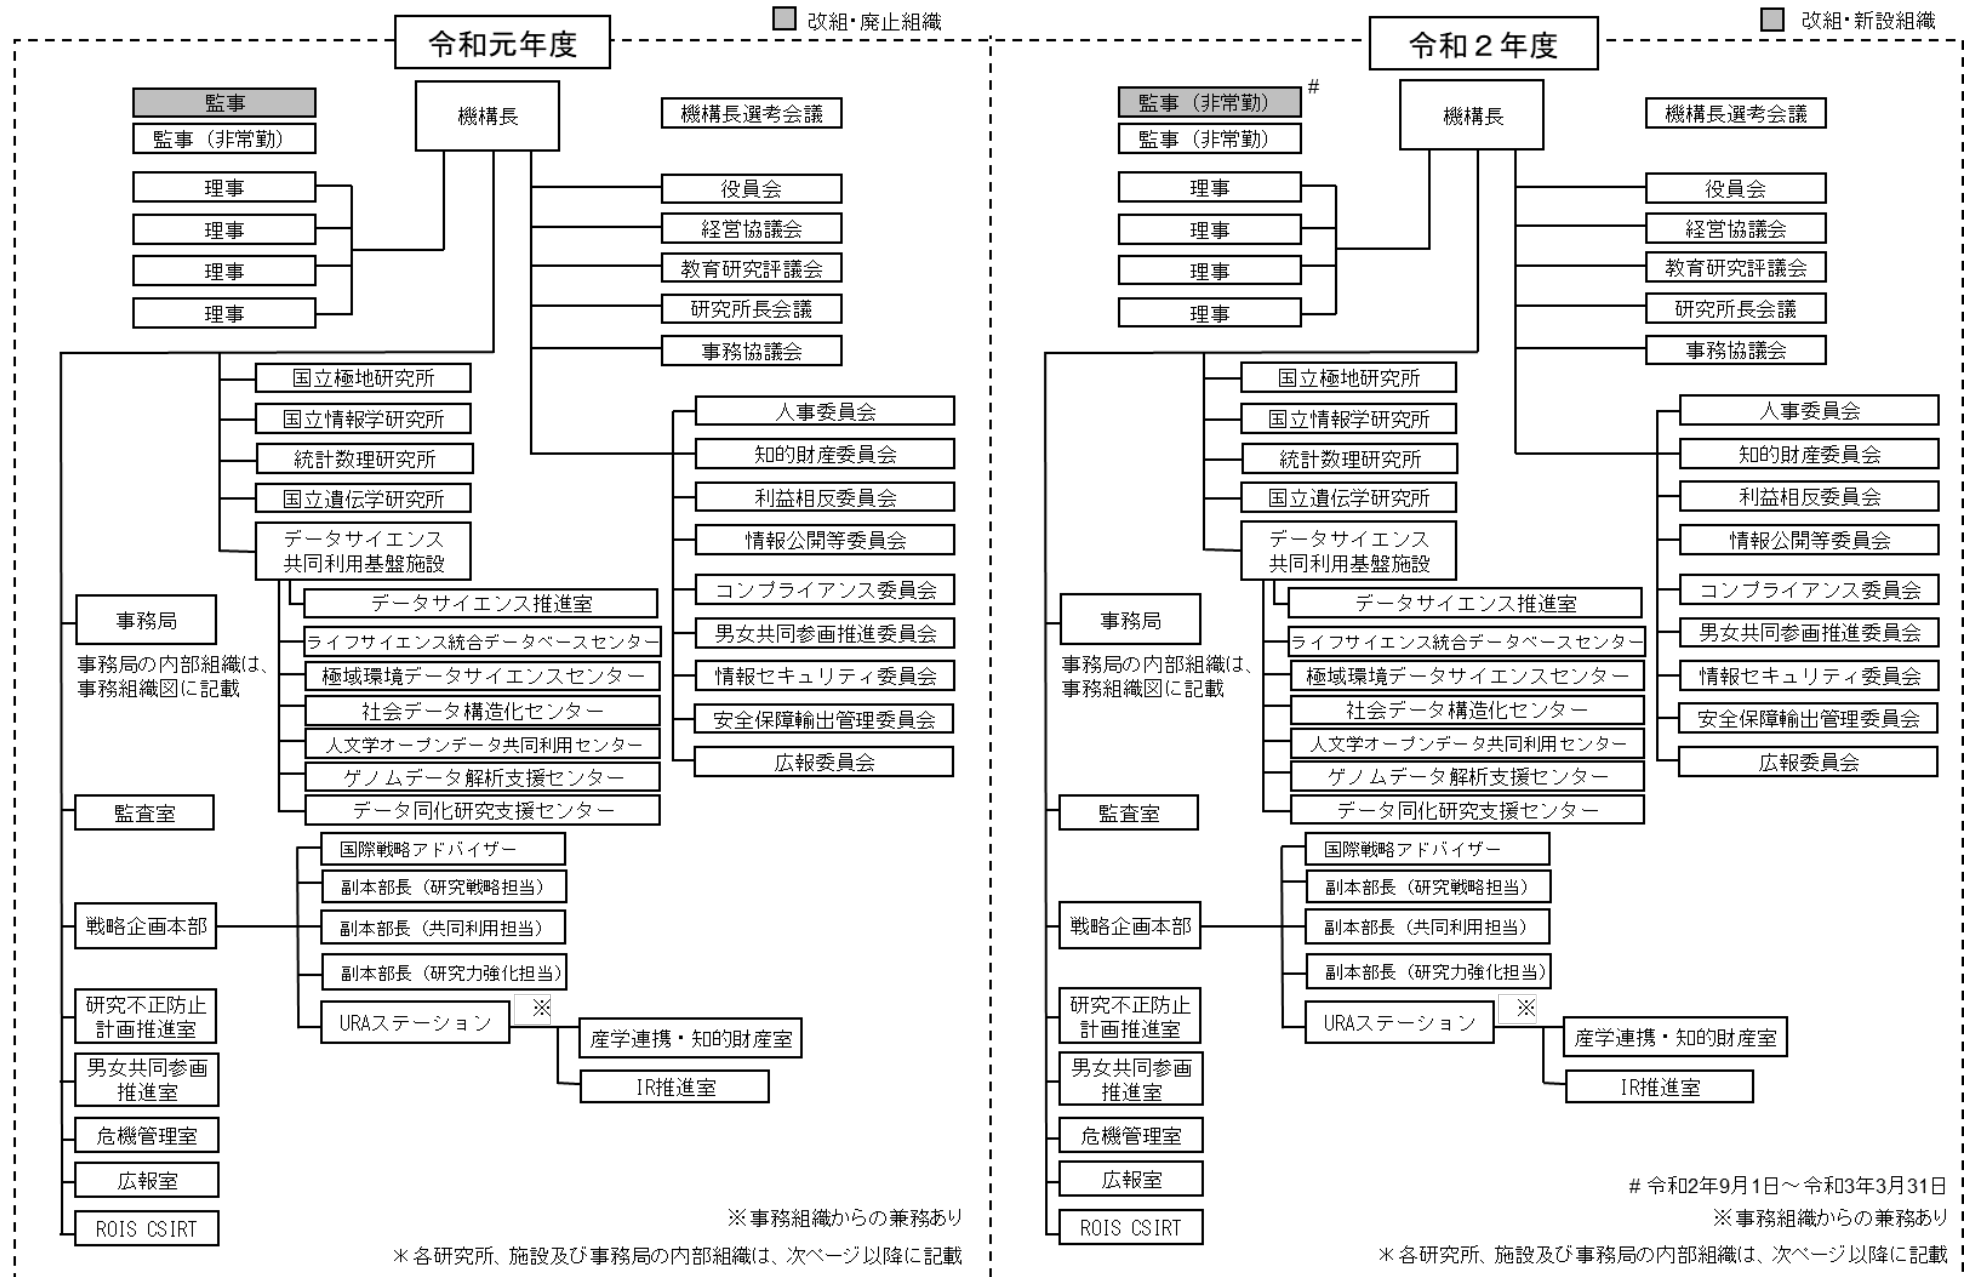 改組・廃止組織
令和元年度
監事
監事（非常勤）
機構長
機構長選考会議
理事
理事
理事
理事
役員会
経営協議会
教育研究評議会
研究所長会議
事務協議会
国立極地研究所
国立情報学研究所
統計数理研究所
国立遺伝学研究所
データサイエンス
共同利用基盤施設
データサイエンス推進室
ライフサイエンス統合データベースセンター
極域環境データサイエンスセンター
社会データ構造化センター
人文学オープンデータ共同利用センター
ゲノムデータ解析支援センター
データ同化研究支援センター
人事委員会
知的財産委員会
利益相反委員会
情報公開等委員会
コンプライアンス委員会
男女共同参画推進委員会
情報セキュリティ委員会
安全保障輸出管理委員会
広報委員会
事務局
事務局の内部組織は、
事務組織図に記載
監査室
戦略企画本部
国際戦略アドバイザー
副本部長（研究戦略担当）
副本部長（共同利用担当）
副本部長（研究力強化担当）
URAステーション
※
産学連携・知的財産室
IR推進室
研究不正防止
計画推進室
男女共同参画
推進室
危機管理室
広報室
ROIS CSIRT
※事務組織からの兼務あり
＊各研究所、施設及び事務局の内部組織は、次ページ以降に記載
改組・新設組織
令和２年度
監事（非常勤）
#
監事（非常勤）
機構長
機構長選考会議
理事
理事
理事
理事
役員会
経営協議会
教育研究評議会
研究所長会議
事務協議会
国立極地研究所
国立情報学研究所
統計数理研究所
国立遺伝学研究所
データサイエンス
共同利用基盤施設
データサイエンス推進室
ライフサイエンス統合データベースセンター
極域環境データサイエンスセンター
社会データ構造化センター
人文学オープンデータ共同利用センター
ゲノムデータ解析支援センター
データ同化研究支援センター
人事委員会
知的財産委員会
利益相反委員会
情報公開等委員会
コンプライアンス委員会
男女共同参画推進委員会
情報セキュリティ委員会
安全保障輸出管理委員会
広報委員会
事務局
事務局の内部組織は、
事務組織図に記載
監査室
戦略企画本部
国際戦略アドバイザー
副本部長（研究戦略担当）
副本部長（共同利用担当）
副本部長（研究力強化担当）
URAステーション
※
産学連携・知的財産室
IR推進室
研究不正防止
計画推進室
男女共同参画
推進室
危機管理室
広報室
ROIS CSIRT
# 令和2年9月1日～令和3年3月31日
※事務組織からの兼務あり
＊各研究所、施設及び事務局の内部組織は、次ページ以降に記載